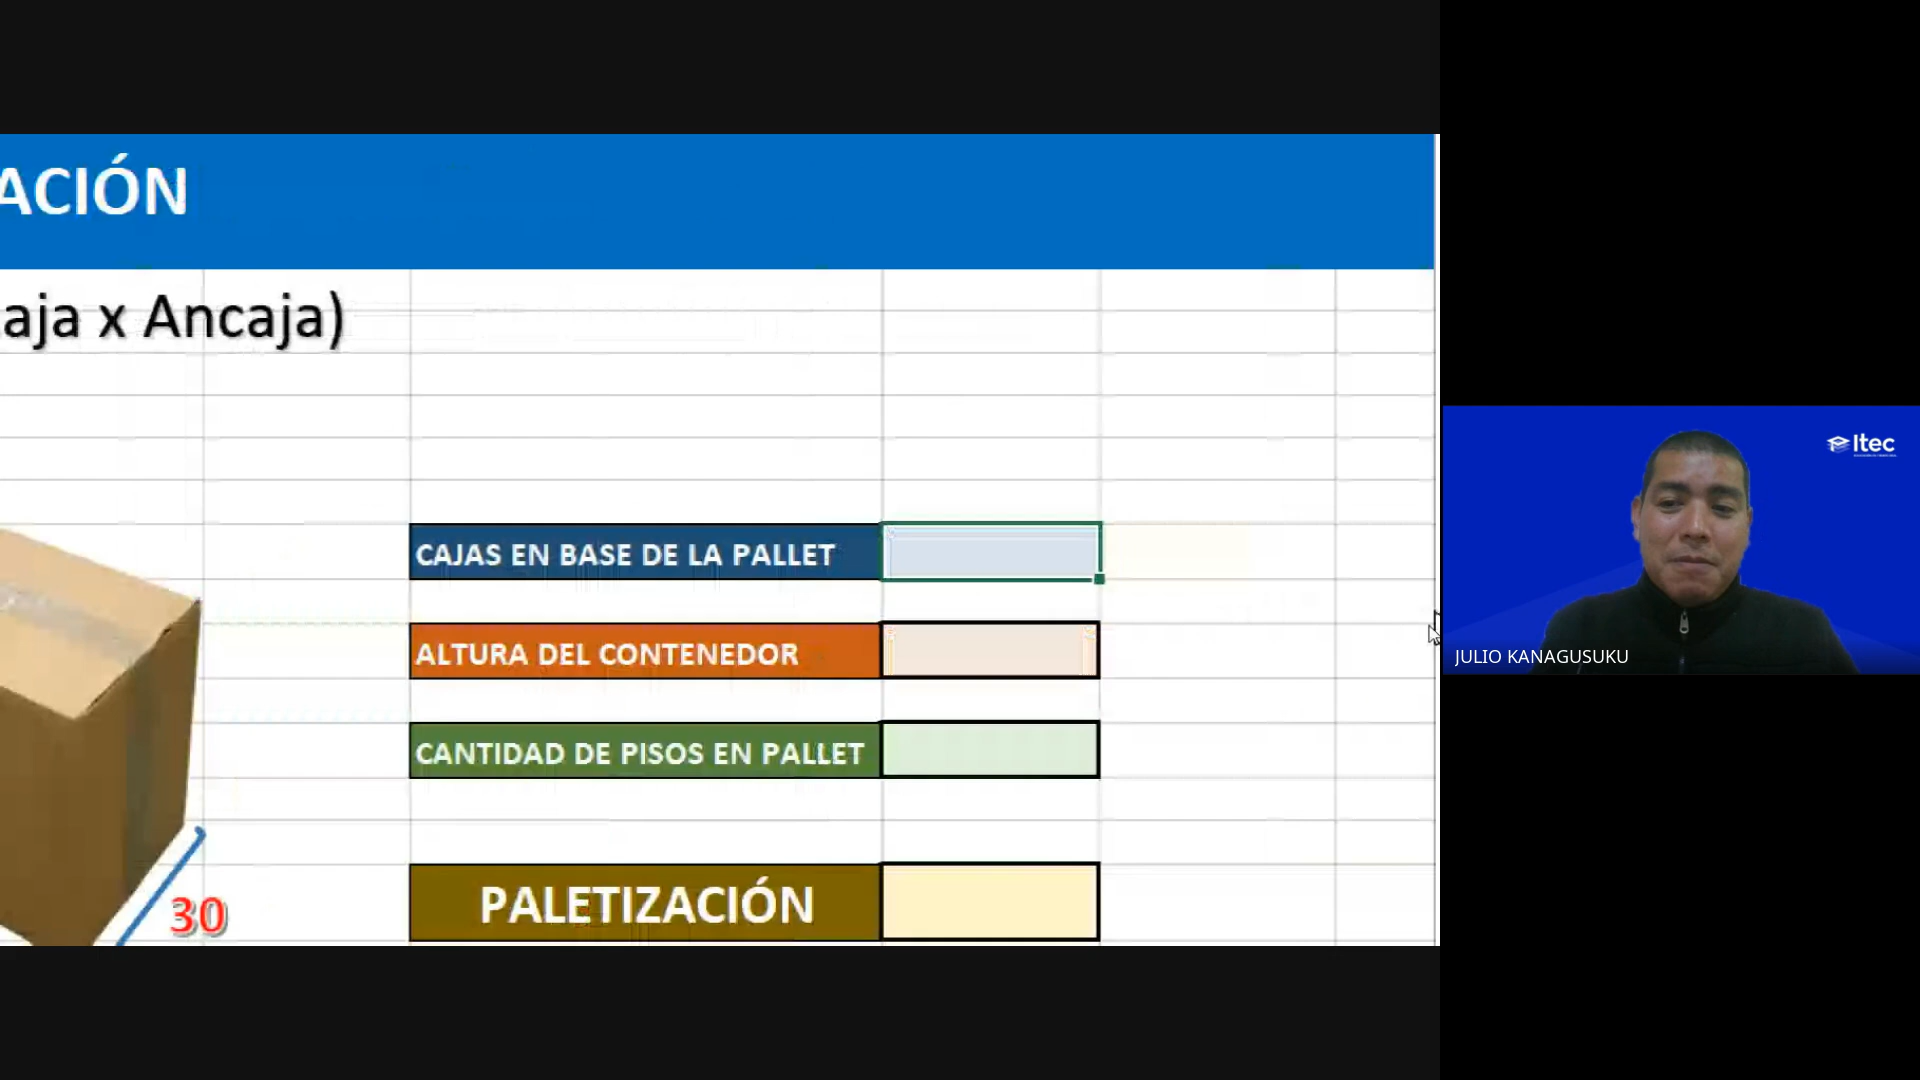 ACIÓN
aja x Ancaja)
CAJAS EN BASE DE LA PALLET
ALTURA DEL CONTENEDOR
CANTIDAD DE PISOS EN PALLET
30
PALETIZACIÓN
Itec
JULIO KANAGUSUKU